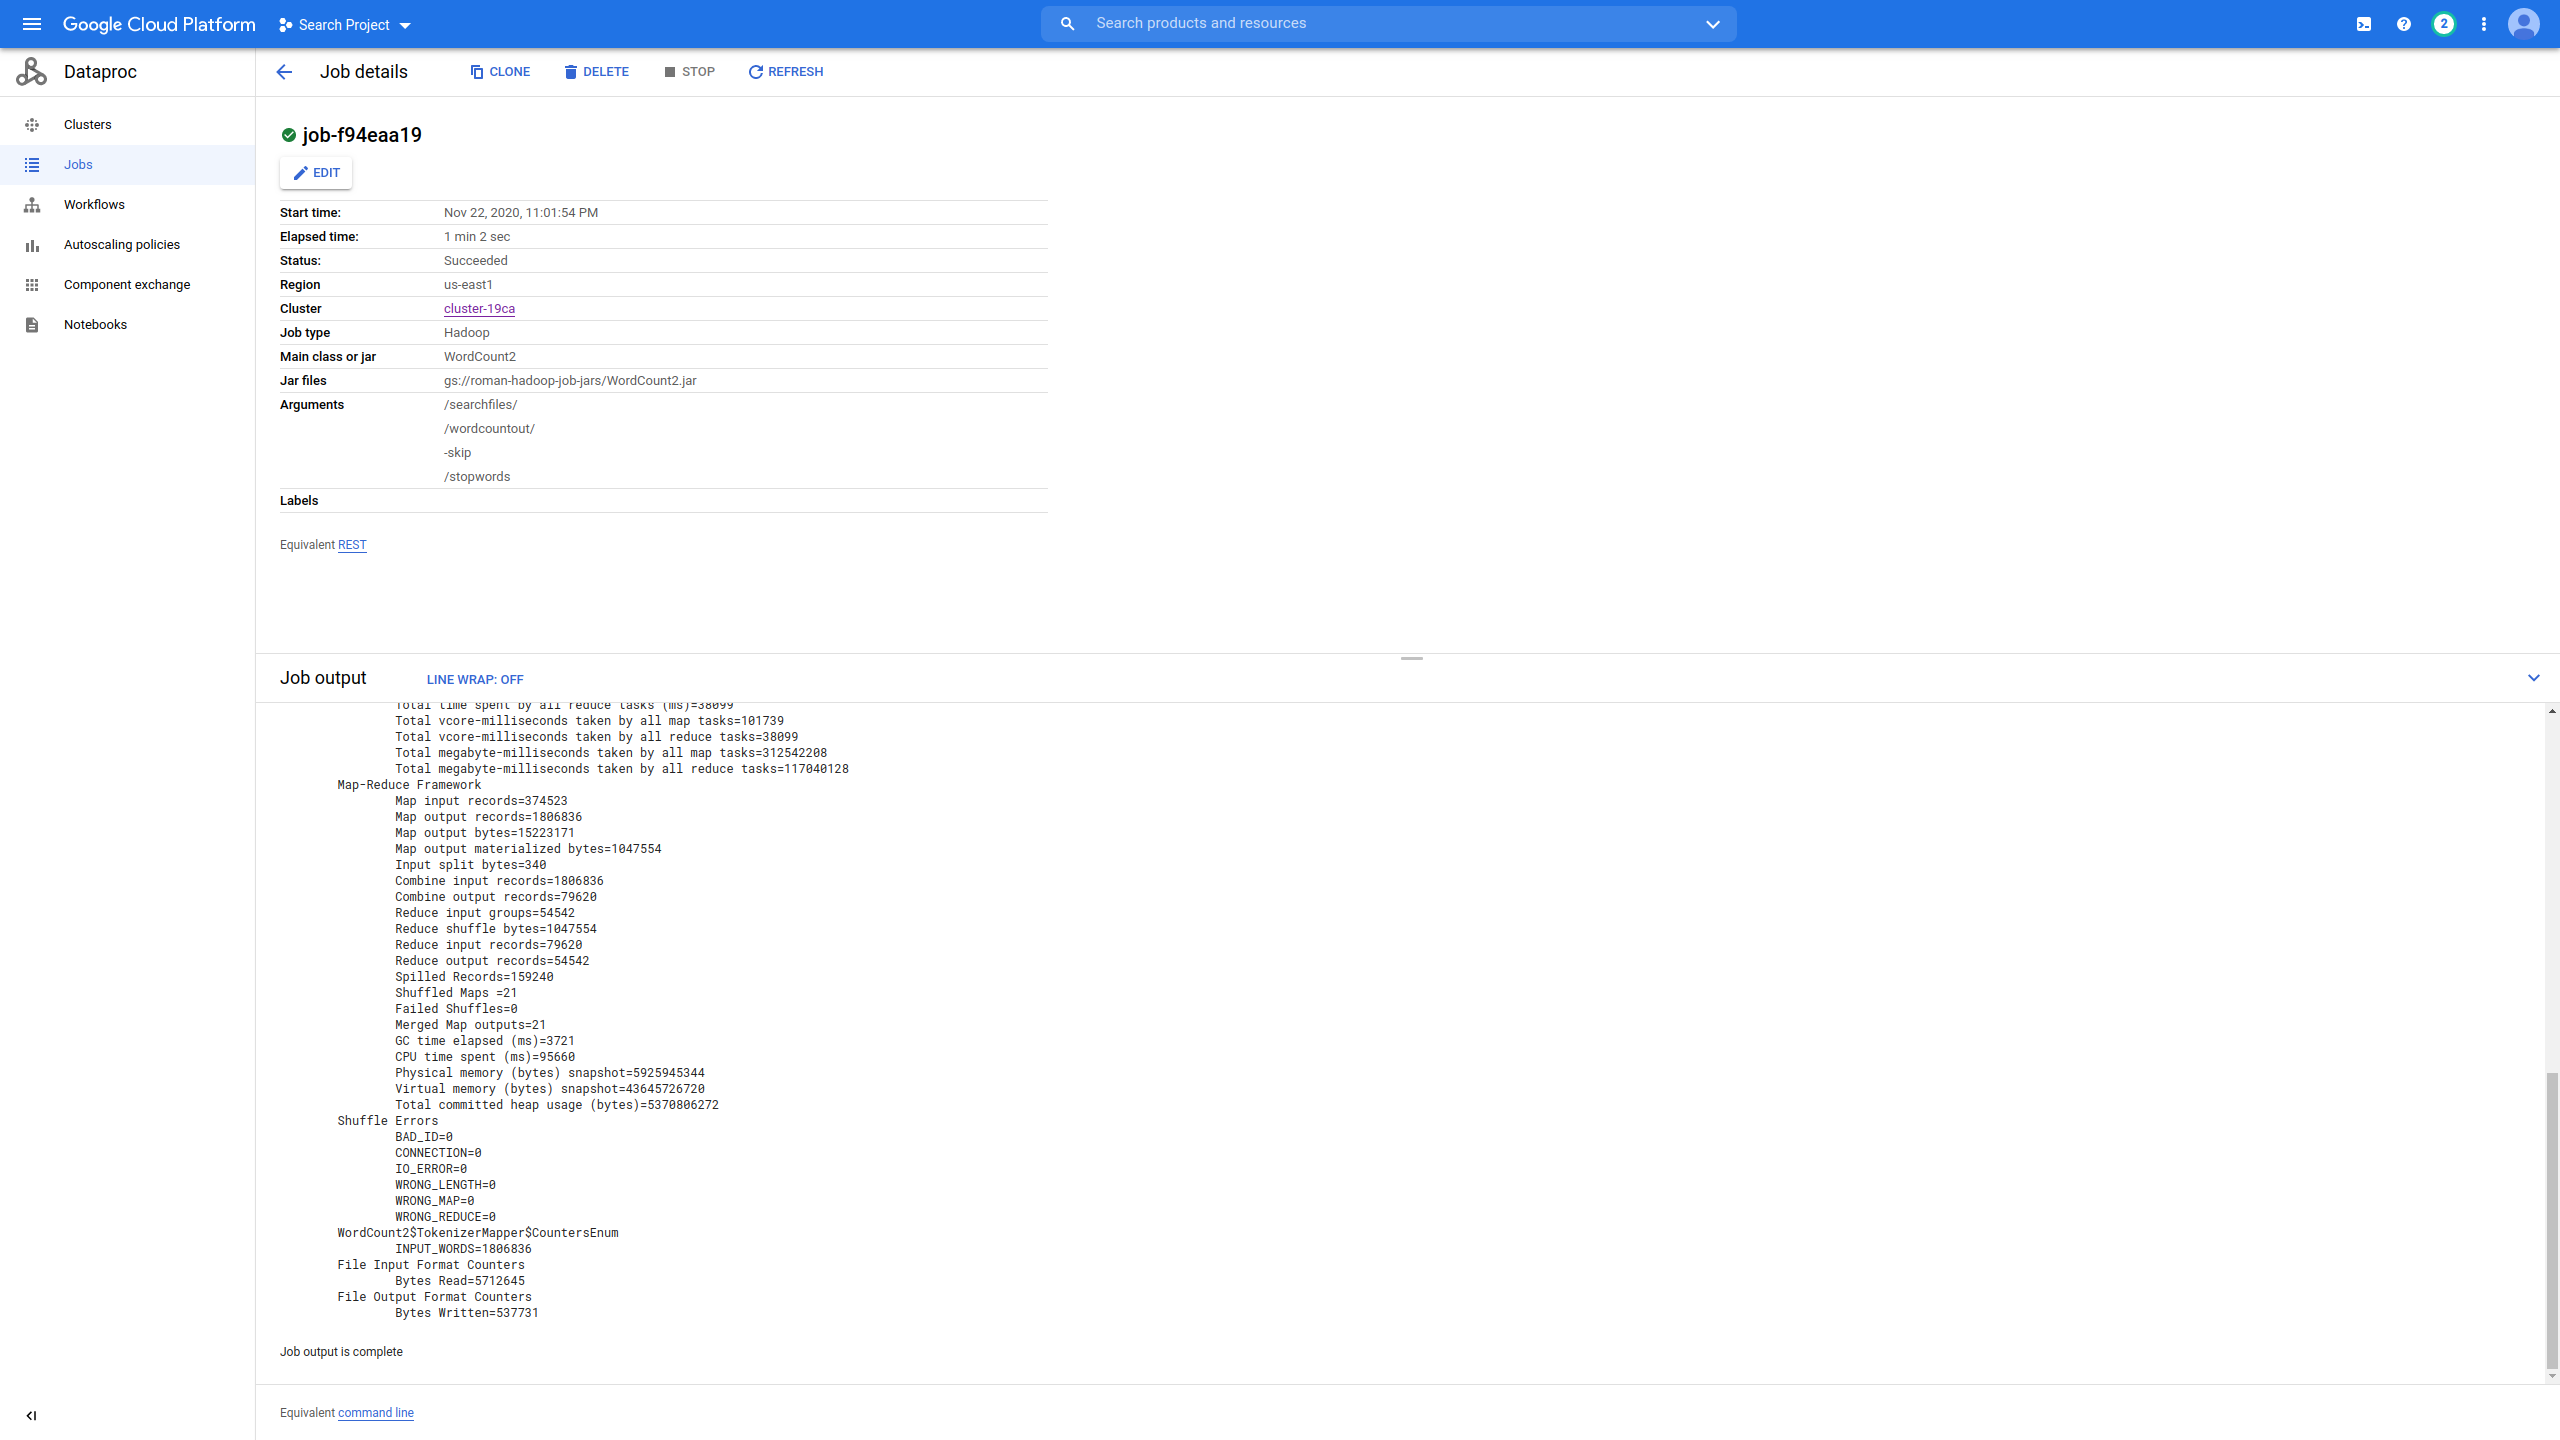 Google Cloud Platform
Search Project
Search products and resources
2
Dataproc
Job details
CLONE
DELETE
STOP
REFRESH
Clusters
Jobs
Workflows
Autoscaling policies
Component exchange
Notebooks
job-f94eaa19
EDIT
Start time: Nov 22, 2020, 11:01:54 PM
Elapsed time: 1 min 2 sec
Status: Succeeded
Region us-east1
Cluster cluster-19ca
Job type Hadoop
Main class or jar WordCount2
Jar files gs://roman-hadoop-job-jars/WordCount2.jar
Arguments /searchfiles/
/wordcountout/
-skip
/stopwords
Labels
Equivalent REST
Job output
LINE WRAP: OFF
Total time spent by all reduce tasks (ms)=38099
Total vcore-milliseconds taken by all map tasks=101739
Total vcore-milliseconds taken by all reduce tasks=38099
Total megabyte-milliseconds taken by all map tasks=312542208
Total megabyte-milliseconds taken by all reduce tasks=117040128
Map-Reduce Framework
Map input records=374523
Map output records=1806836
Map output bytes=15223171
Map output materialized bytes=1047554
Input split bytes=340
Combine input records=1806836
Combine output records=79620
Reduce input groups=54542
Reduce shuffle bytes=1047554
Reduce input records=79620
Reduce output records=54542
Spilled Records=159240
Shuffled Maps =21
Failed Shuffles=0
Merged Map outputs=21
GC time elapsed (ms)=3721
CPU time spent (ms)=95660
Physical memory (bytes) snapshot=5925945344
Virtual memory (bytes) snapshot=43645726720
Total committed heap usage (bytes)=5370806272
Shuffle Errors
BAD_ID=0
CONNECTION=0
IO_ERROR=0
WRONG_LENGTH=0
WRONG_MAP=0
WRONG_REDUCE=0
WordCount2$TokenizerMapper$CountersEnum
INPUT_WORDS=1806836
File Input Format Counters
Bytes Read=5712645
File Output Format Counters
Bytes Written=537731
Job output is complete
Equivalent command line